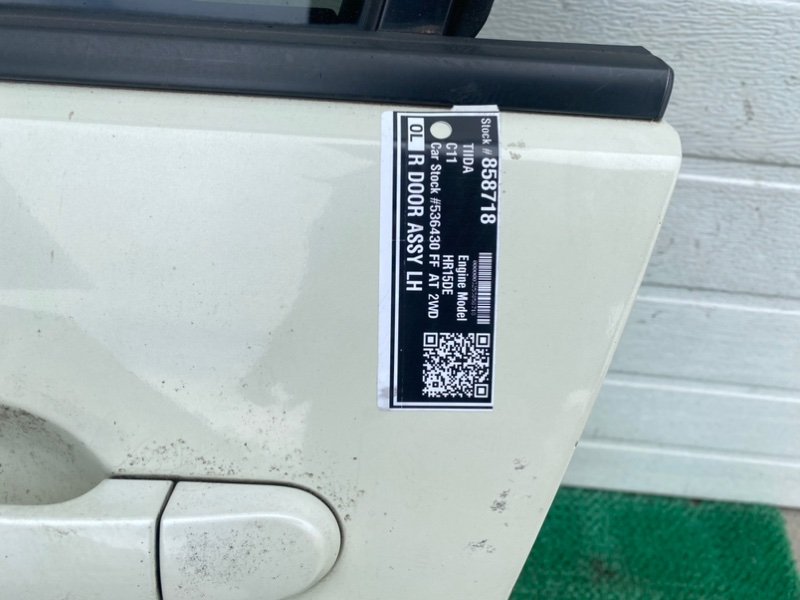 Stock # 858718
TIIDA
C11
Engine Model
HR15DE
Car Stock #536430 FF AT 2WD
OL R DOOR ASSY LH